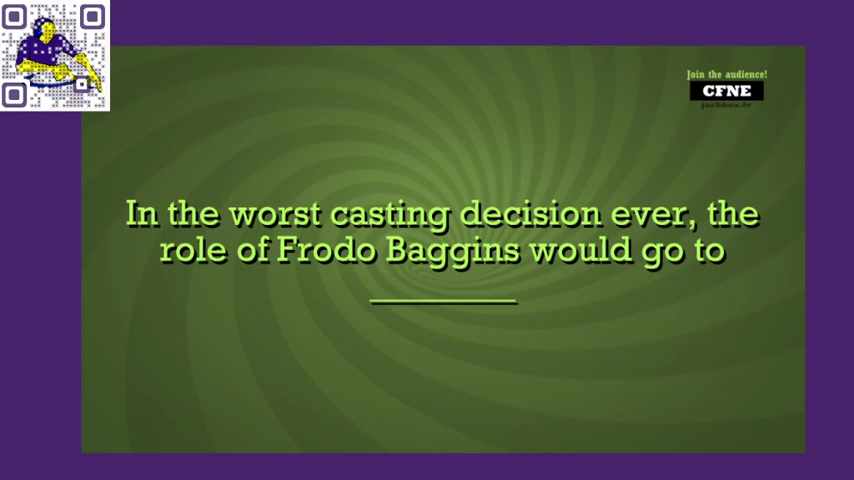 Join the audience!
CFNE
jackbox.tv
In the worst casting decision ever, the
role of Frodo Baggins would go to